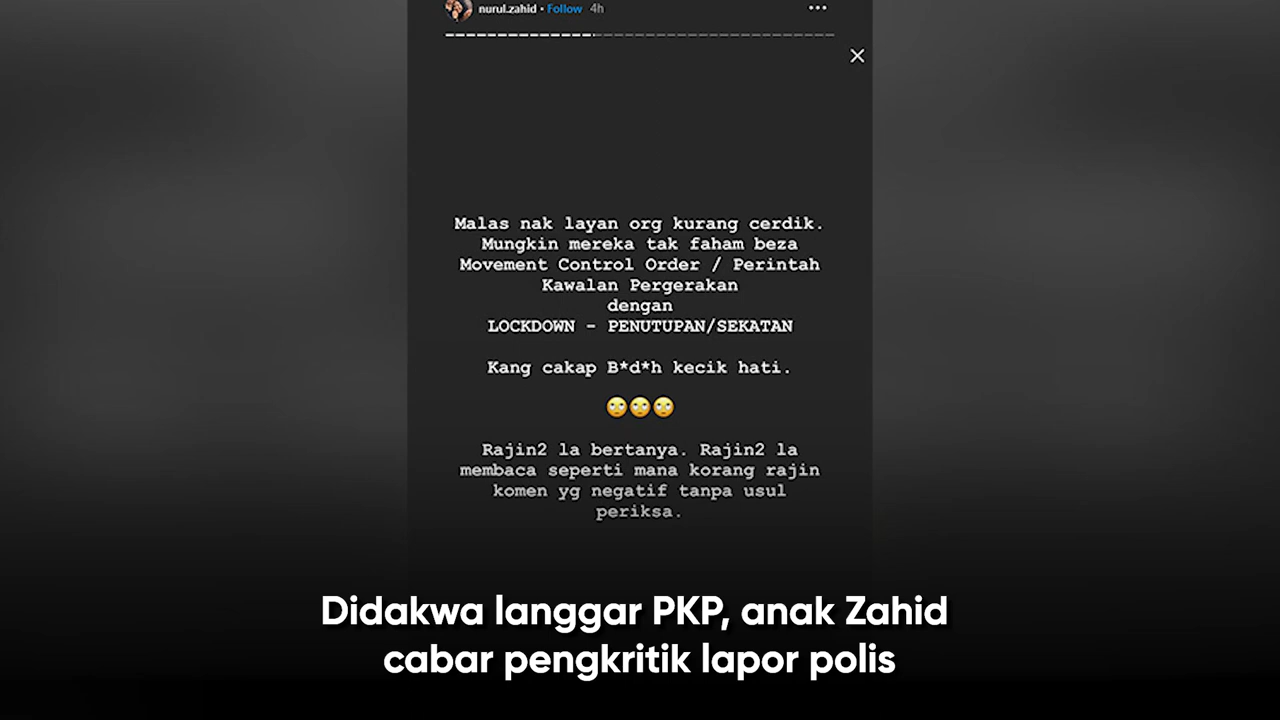 nurul.zahid • Follow 4h
Malas nak layan org kurang cerdik.
Mungkin mereka tak faham beza
Movement Control Order / Perintah
Kawalan Pergerakan
dengan
LOCKDOWN - PENUTUPAN/SEKATAN
Kang cakap B*d*h kecik hati.
🙄🙄🙄
Rajin2 la bertanya. Rajin2 la
membaca seperti mana korang rajin
komen yg negatif tanpa usul
periksa.
Didakwa langgar PKP, anak Zahid
cabar pengkritik lapor polis